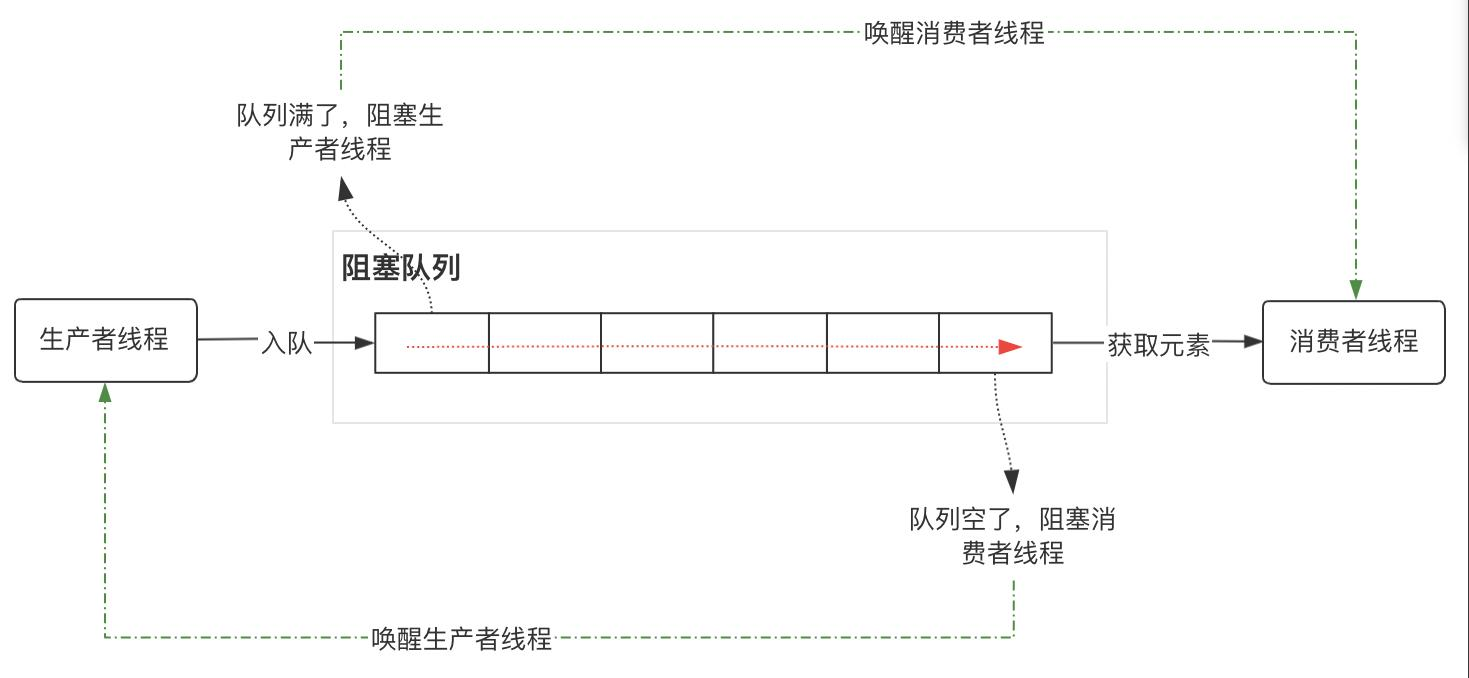 唤醒消费者线程
队列满了，阻塞生
产者线程
阻塞队列
生产者线程
入队
获取元素
消费者线程
队列空了，阻塞消
费者线程
唤醒生产者线程